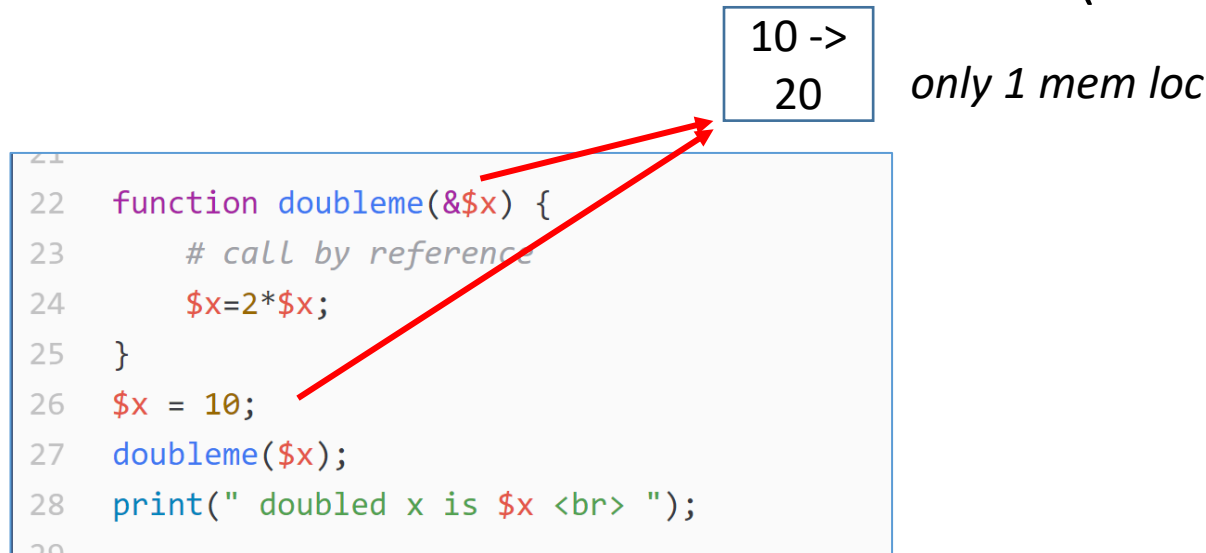 10 ->
20
only 1 mem loc
21
22 function doubleme(&$x) {
23 # call by reference
24 $x=2*$x;
25 }
26 $x = 10;
27 doubleme($x);
28 print(" doubled x is $x <br> ");